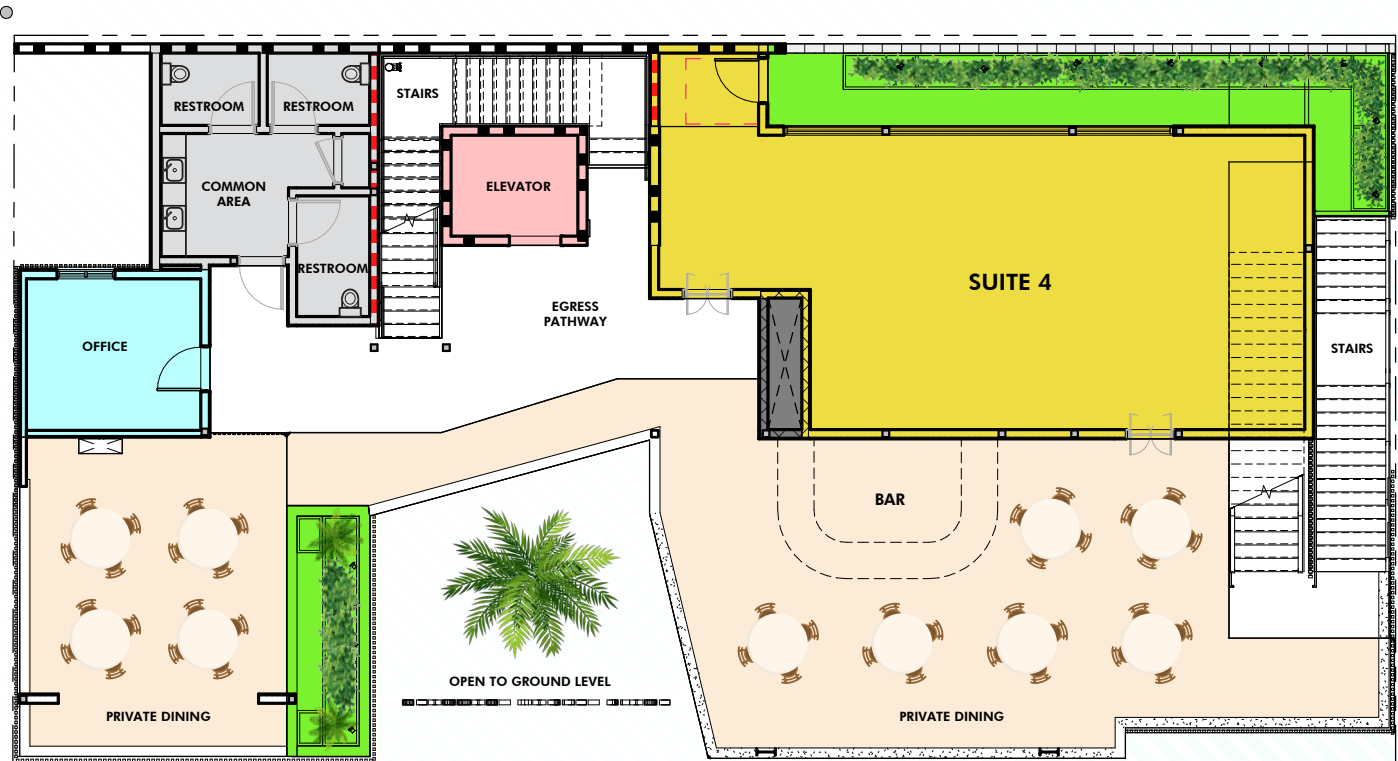 STAIRS
RESTROOM
RESTROOM
COMMON
AREA
ELEVATOR
RESTROOM
SUITE 4
EGRESS
PATHWAY
OFFICE
STAIRS
BAR
OPEN TO GROUND LEVEL
PRIVATE DINING
PRIVATE DINING